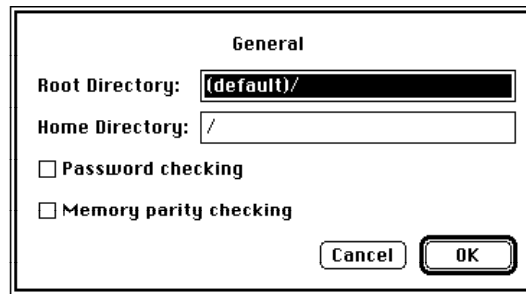 General
Root Directory: (default)/
Home Directory: /
Password checking
Memory parity checking
Cancel OK